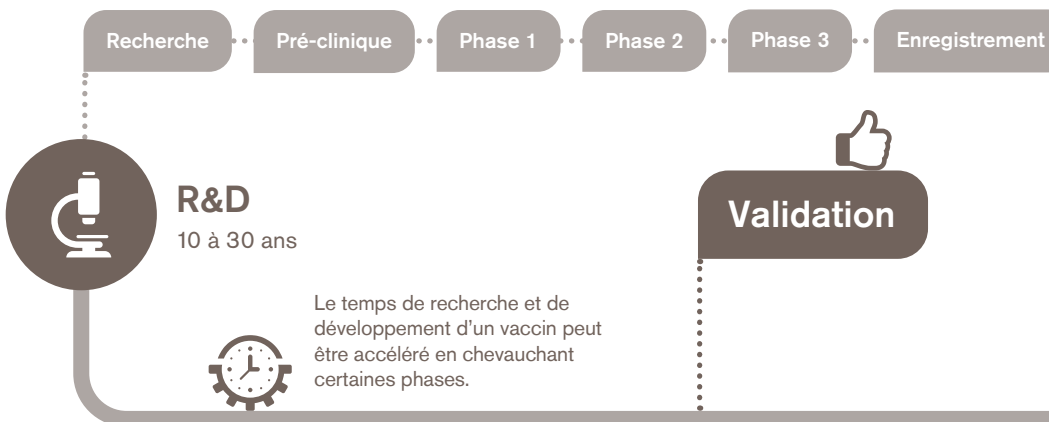 Recherche
Pré-clinique
Phase 1
Phase 2
Phase 3
Enregistrement
R&D
10 à 30 ans
Validation
Le temps de recherche et de
développement d'un vaccin peut
être accéléré en chevauchant
certaines phases.